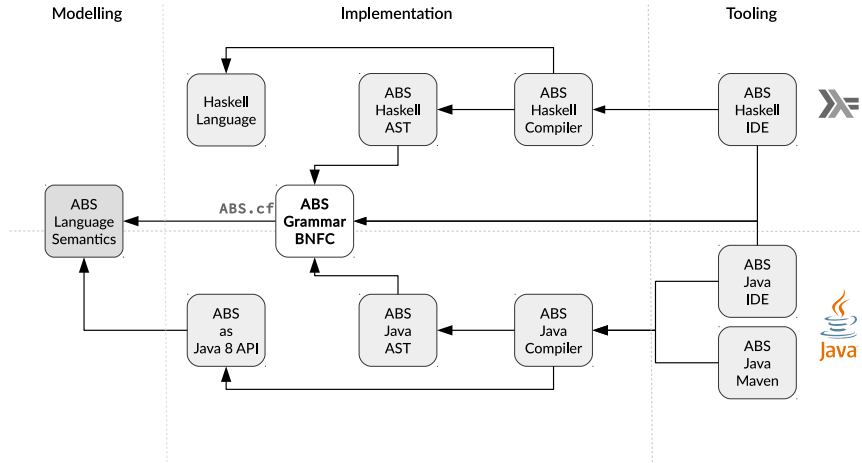 Modelling
Implementation
Tooling
Haskell
Language
ABS
Haskell
AST
ABS
Haskell
Compiler
ABS
Haskell
IDE
ABS
Language
Semantics
ABS.cf
ABS
Grammar
BNFC
ABS
Java
IDE
ABS
as
Java 8 API
ABS
Java
AST
ABS
Java
Compiler
ABS
Java
Maven
Java